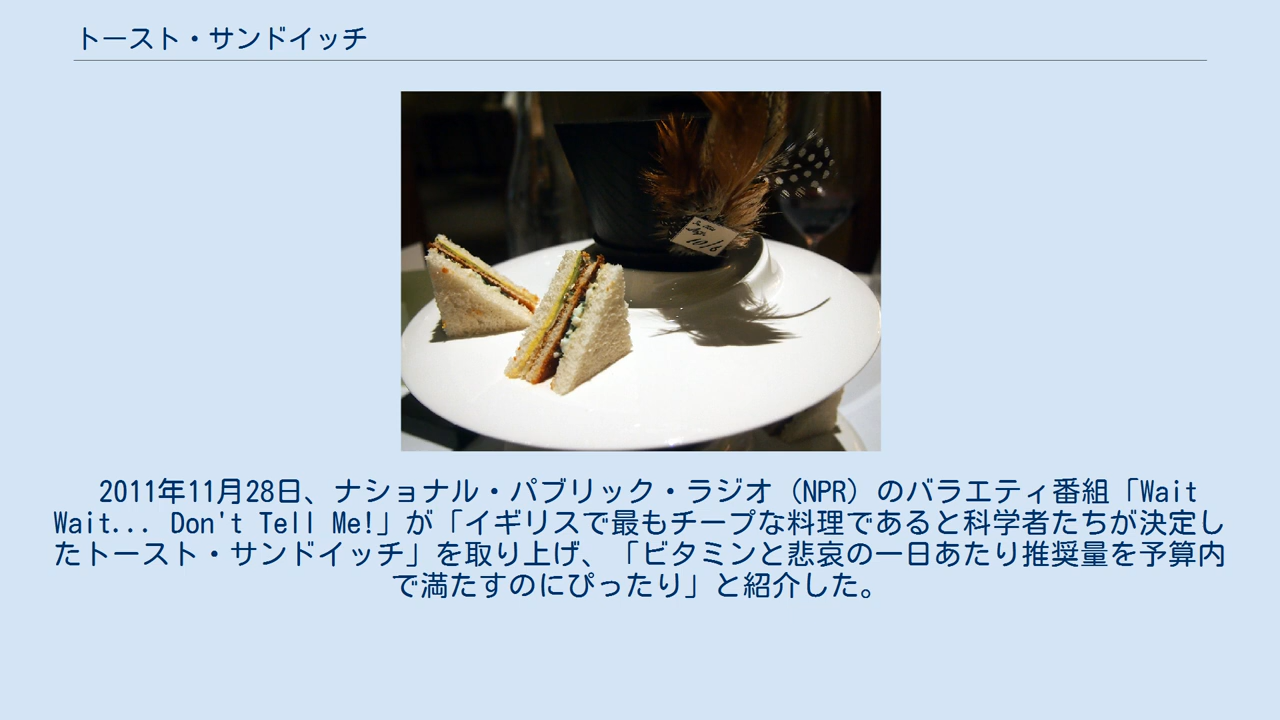 トースト・サンドイッチ
10/6
2011年11月28日、ナショナル・パブリック・ラジオ（NPR）のバラエティ番組「Wait
Wait... Don't Tell Me!」が「イギリスで最もチープな料理であると科学者たちが決定し
たトースト・サンドイッチ」を取り上げ、「ビタミンと悲哀の一日あたり推奨量を予算内
で満たすのにぴったり」と紹介した。